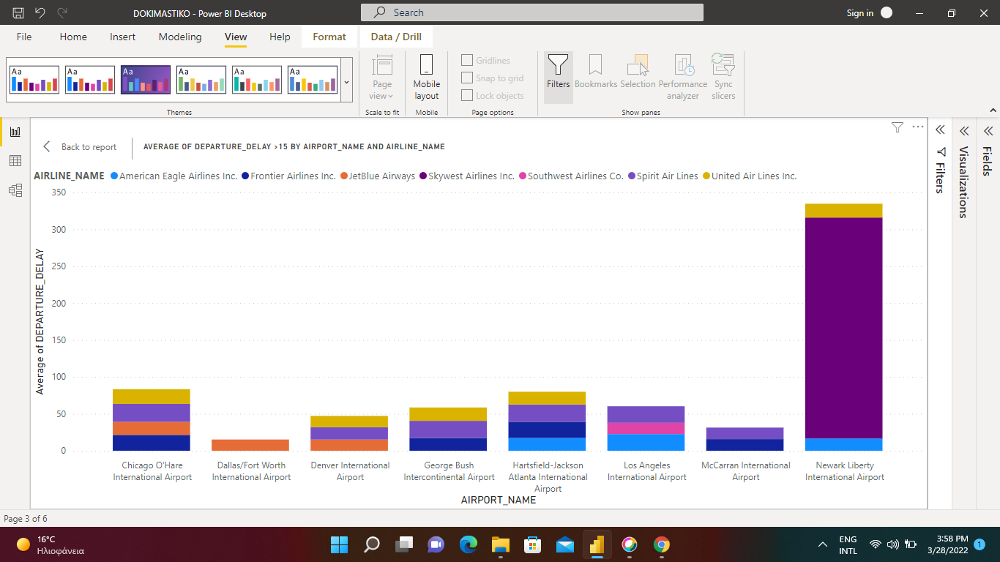 DOKIMASTIKO - Power BI Desktop
Search
Sign in
File Home Insert Modeling View Help Format Data / Drill
Aa Aa Aa Aa Aa Aa
Page view
Mobile layout
Gridlines
Snap to grid
Lock objects
Filters
Bookmarks
Selection
Performance analyzer
Sync slicers
Themes
Scale to fit
Mobile
Page options
Show panes
Back to report
AVERAGE OF DEPARTURE_DELAY >15 BY AIRPORT_NAME AND AIRLINE_NAME
AIRLINE_NAME American Eagle Airlines Inc. Frontier Airlines Inc. JetBlue Airways Skywest Airlines Inc. Southwest Airlines Co. Spirit Air Lines United Air Lines Inc.
Average of DEPARTURE_DELAY
350
300
250
200
150
100
50
0
Chicago O'Hare
International Airport
Dallas/Fort Worth
International Airport
Denver International
Airport
George Bush
Intercontinental Airport
Hartsfield-Jackson
Atlanta International
Airport
Los Angeles
International Airport
McCarran International
Airport
Newark Liberty
International Airport
AIRPORT_NAME
Filters
Visualizations
Fields
Page 3 of 6
16°C
Ηλιοφάνεια
ENG
INTL
3:58 PM
3/28/2022
1